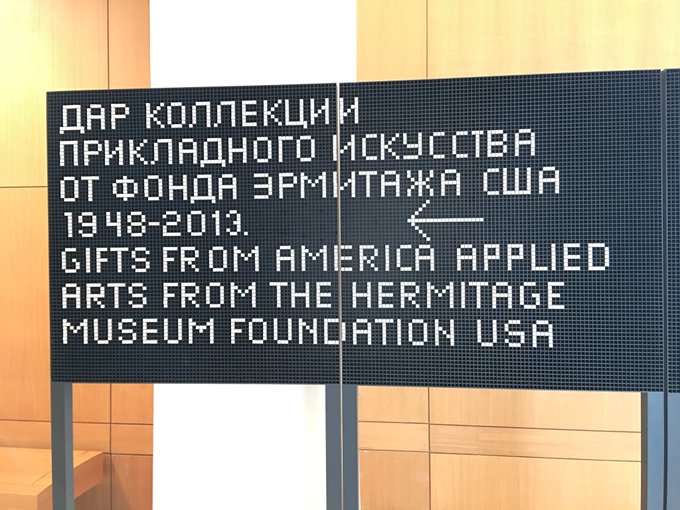 ДАР КОЛЛЕКЦИИ
ПРИКЛАДНОГО ИСКУССТВА
ОТ ФОНДА ЭРМИТАЖА США
1948-2013.
GIFTS FROM AMERICA APPLIED
ARTS FROM THE HERMITAGE
MUSEUM FOUNDATION USA